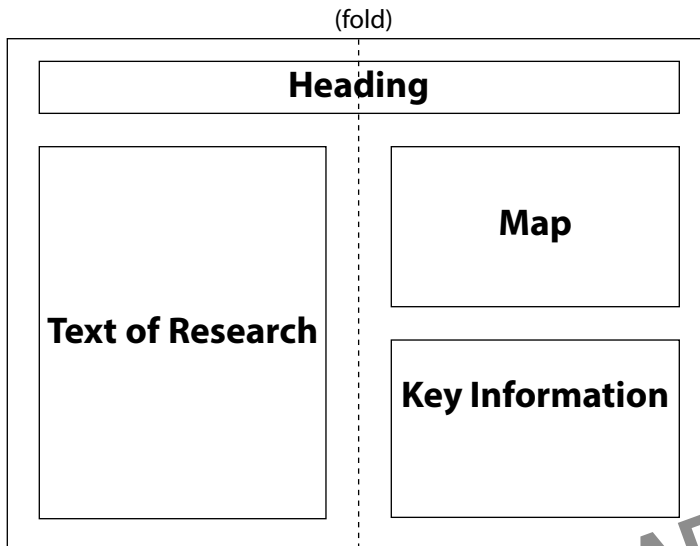 (fold)
Heading
Text of Research
Map
Key Information